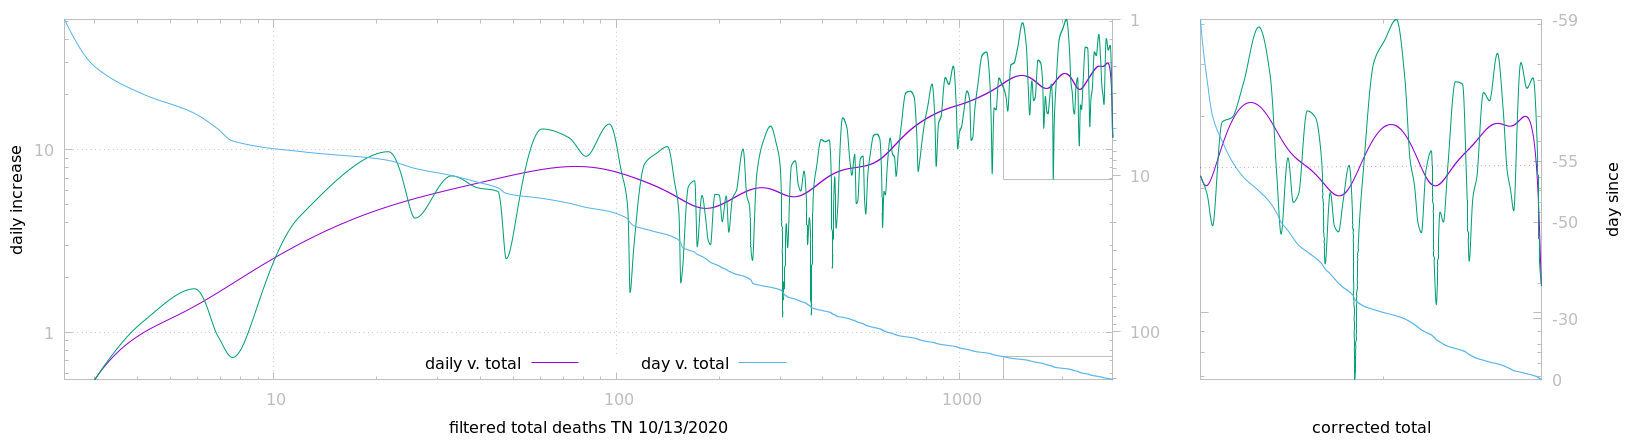 daily increase
10
1
daily v. total
day v. total
10
100
1000
filtered total deaths TN 10/13/2020
1
10
100
-59
-55
-50
-30
0
day since
corrected total